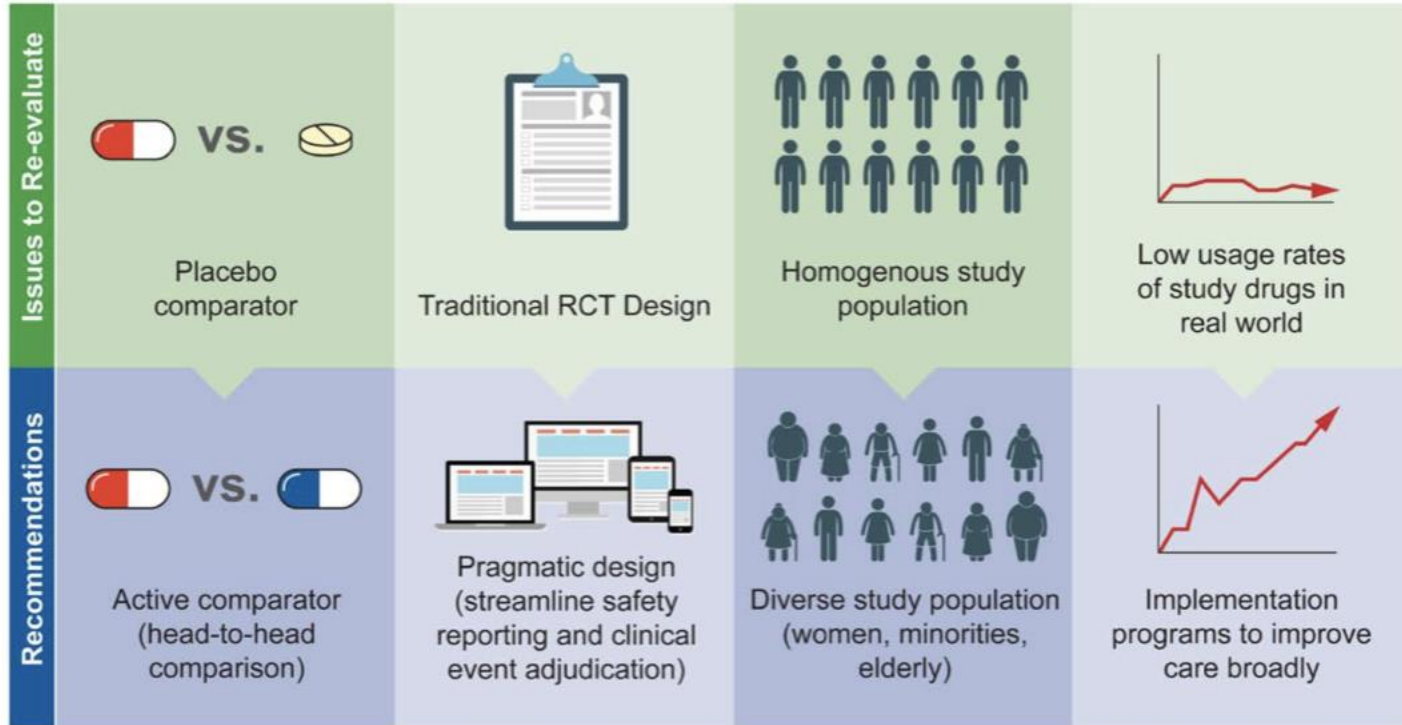 Issues to Re-evaluate
vs.
Placebo
comparator
Traditional RCT Design
Homogenous study
population
Low usage rates
of study drugs in
real world
Recommendations
vs.
Active comparator
(head-to-head
comparison)
Pragmatic design
(streamline safety
reporting and clinical
event adjudication)
Diverse study population
(women, minorities,
elderly)
Implementation
programs to improve
care broadly